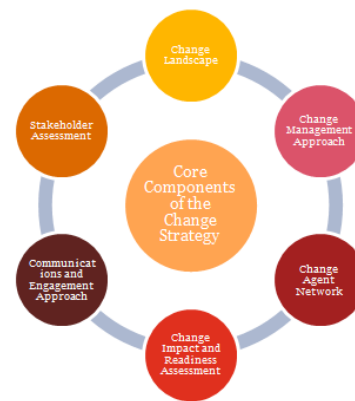 Change
Landscape
Change
Management
Approach
Change
Agent
Network
Change
Impact and
Readiness
Assessment
Communicat
ions and
Engagement
Approach
Stakeholder
Assessment
Core
Components
of the
Change
Strategy